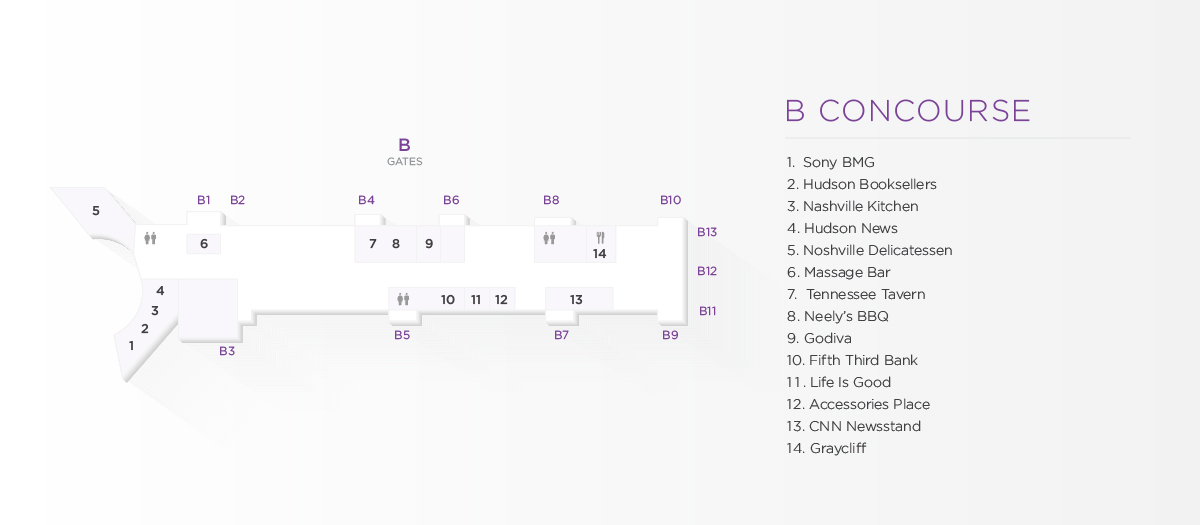 B CONCOURSE
B
GATES
B1 B2 B4 B6 B8 B10
5
B13
6 7 8 9 14
B12
4 10 11 12 13
3
B11
2
1
B3 B5 B7 B9
1. Sony BMG
2. Hudson Booksellers
3. Nashville Kitchen
4. Hudson News
5. Noshville Delicatessen
6. Massage Bar
7. Tennessee Tavern
8. Neely's BBQ
9. Godiva
10. Fifth Third Bank
11. Life Is Good
12. Accessories Place
13. CNN Newsstand
14. Graycliff